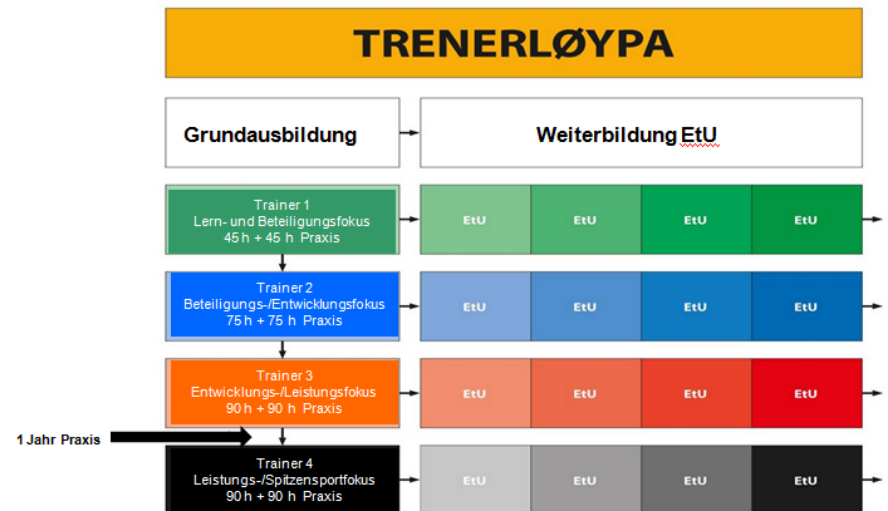 TRENERLØYPA
Grundausbildung
Weiterbildung EtU
Trainer 1
Lern- und Beteiligungsfokus
45 h + 45 h Praxis
EtU EtU EtU EtU
Trainer 2
Beteiligungs-/Entwicklungsfokus
75 h + 75 h Praxis
EtU EtU EtU EtU
Trainer 3
Entwicklungs-/Leistungsfokus
90 h + 90 h Praxis
EtU EtU EtU EtU
1 Jahr Praxis
Trainer 4
Leistungs-/Spitzensportfokus
90 h + 90 h Praxis
EtU EtU EtU EtU